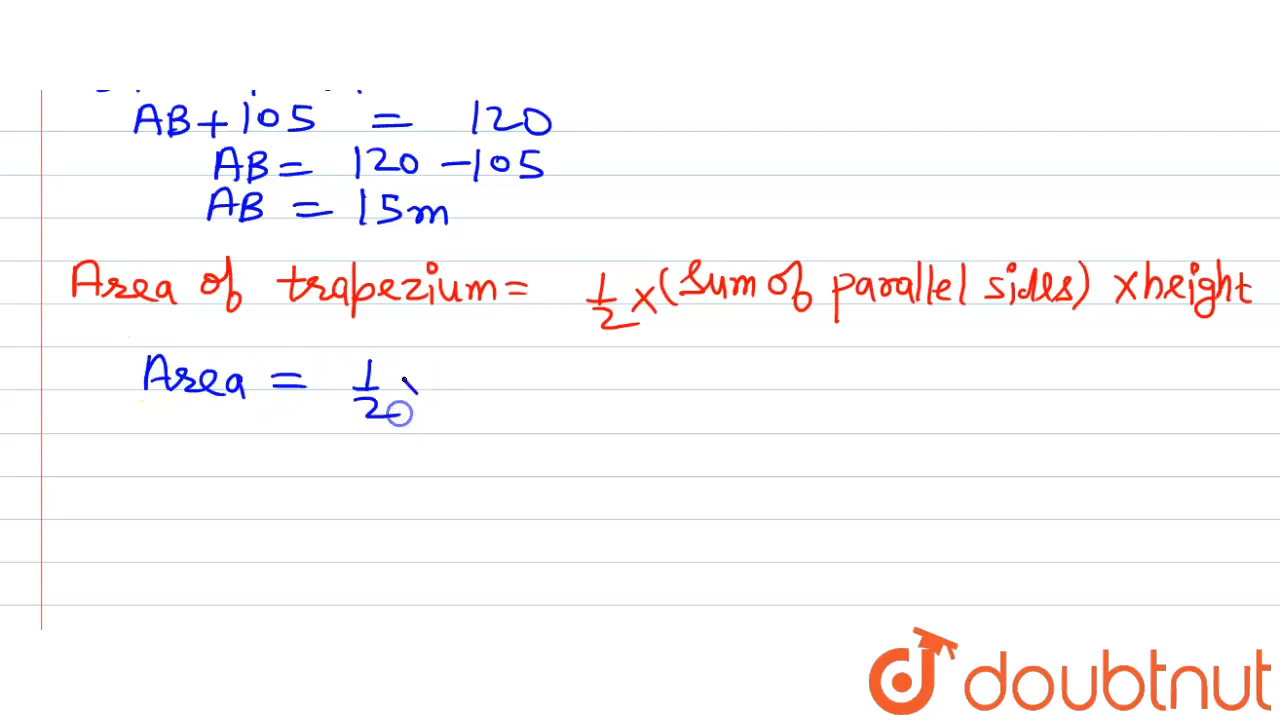 AB + 105 = 120
AB = 120 - 105
AB = 15m
Area of trapezium = 1/2 × (Sum of parallel sides) × height
Area = 1/2
doubtnut